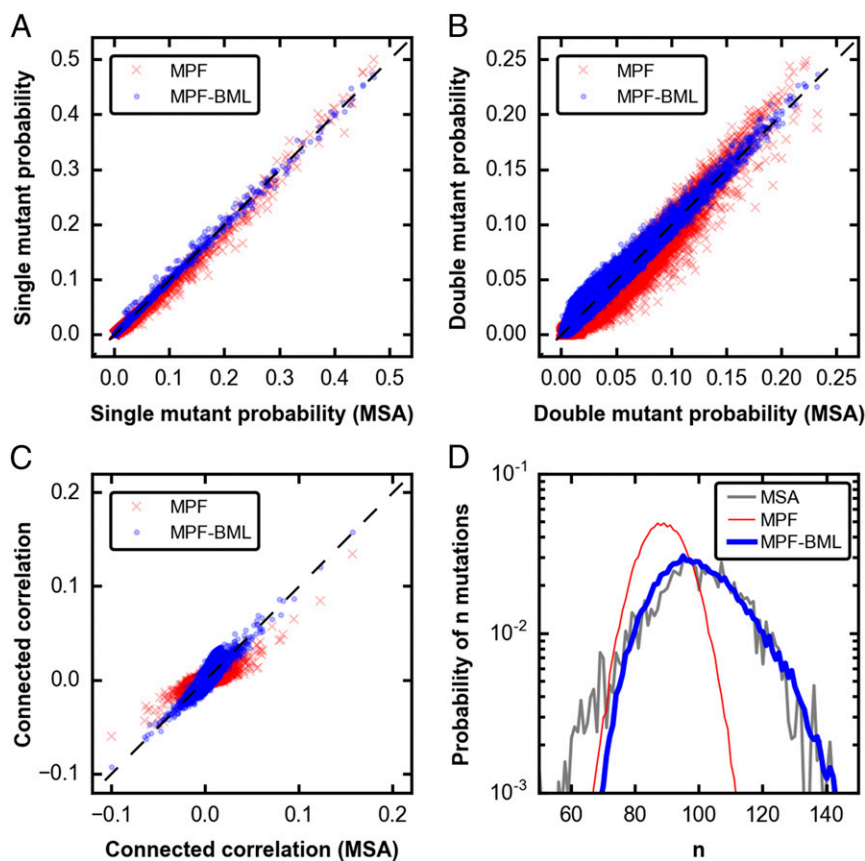 A
Single mutant probability
0.5
0.4
0.3
0.2
0.1
0.0
MPF
MPF-BML
0.0 0.1 0.2 0.3 0.4 0.5
Single mutant probability (MSA)
B
Double mutant probability
0.25
0.20
0.15
0.10
0.05
0.00
MPF
MPF-BML
0.00 0.05 0.10 0.15 0.20 0.25
Double mutant probability (MSA)
C
Connected correlation
0.2
0.1
0.0
−0.1
MPF
MPF-BML
−0.1 0.0 0.1 0.2
Connected correlation (MSA)
D
Probability of n mutations
10⁻¹
10⁻²
10⁻³
MSA
MPF
MPF-BML
60 80 100 120 140
n